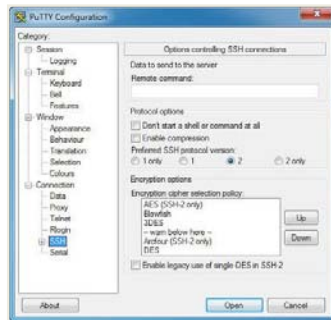 PuTTY Configuration
Category:
Session
Logging
Terminal
Keyboard
Bell
Features
Window
Appearance
Behaviour
Translation
Selection
Colours
Connection
Data
Proxy
Telnet
Rlogin
SSH
Serial
Options controlling SSH connections
Data to send to the server
Remote command:
Protocol options
Don't start a shell or command at all
Enable compression
Preferred SSH protocol version:
1 only 1 2 2 only
Encryption options
Encryption cipher selection policy:
AES (SSH-2 only)
Blowfish
3DES
-- warn below here --
Arcfour (SSH-2 only)
DES
Up
Down
Enable legacy use of single-DES in SSH-2
About
Open
Cancel